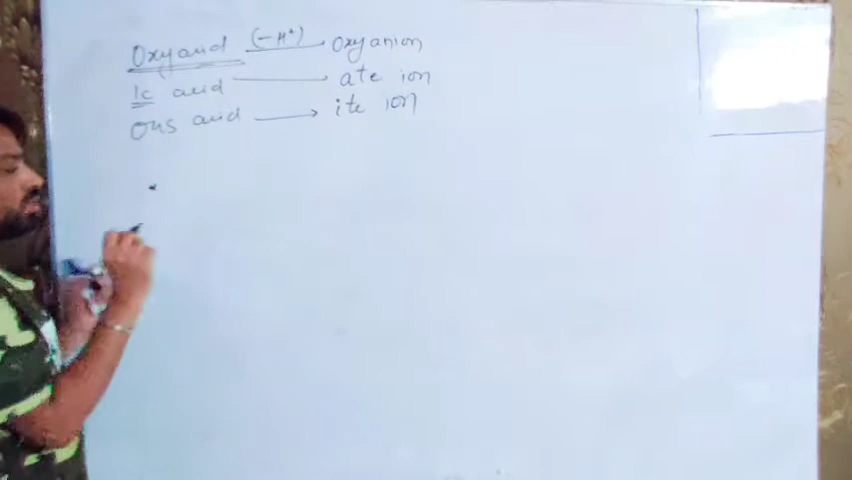 Oxyacid (-H⁺) Oxyanion
Ic acid ate ion
Ous acid → ite ion